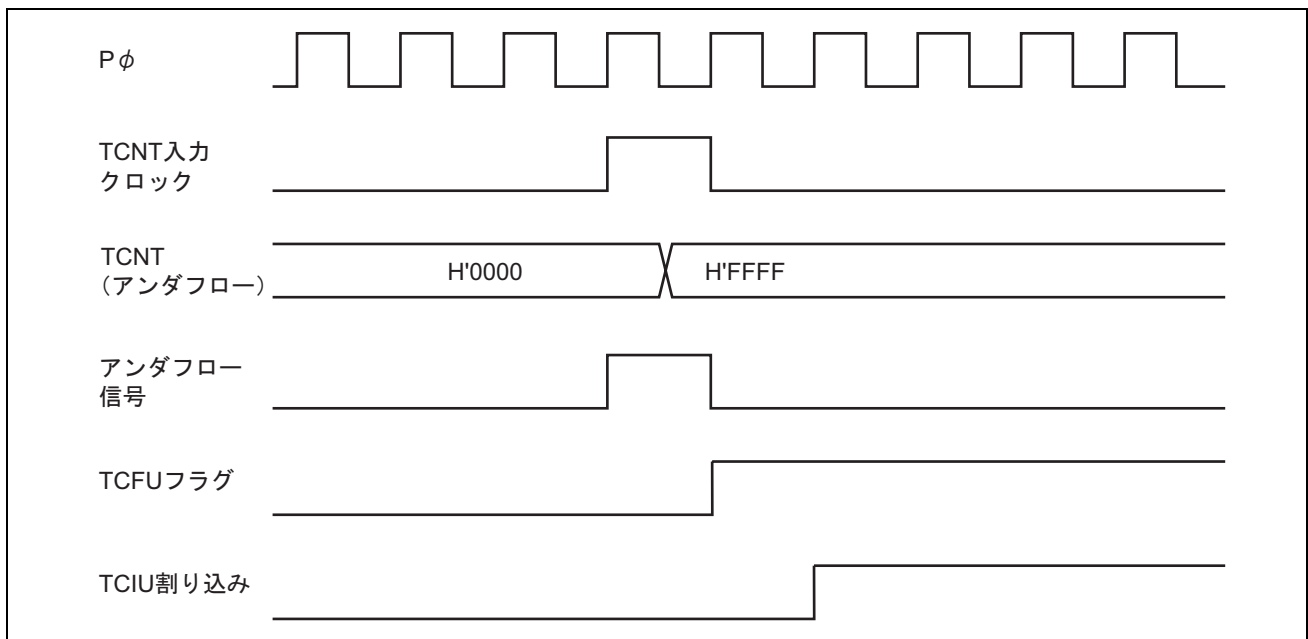 Pφ
TCNT入力
クロック
TCNT
（アンダフロー）
H'0000
H'FFFF
アンダフロー
信号
TCFUフラグ
TCIU割り込み